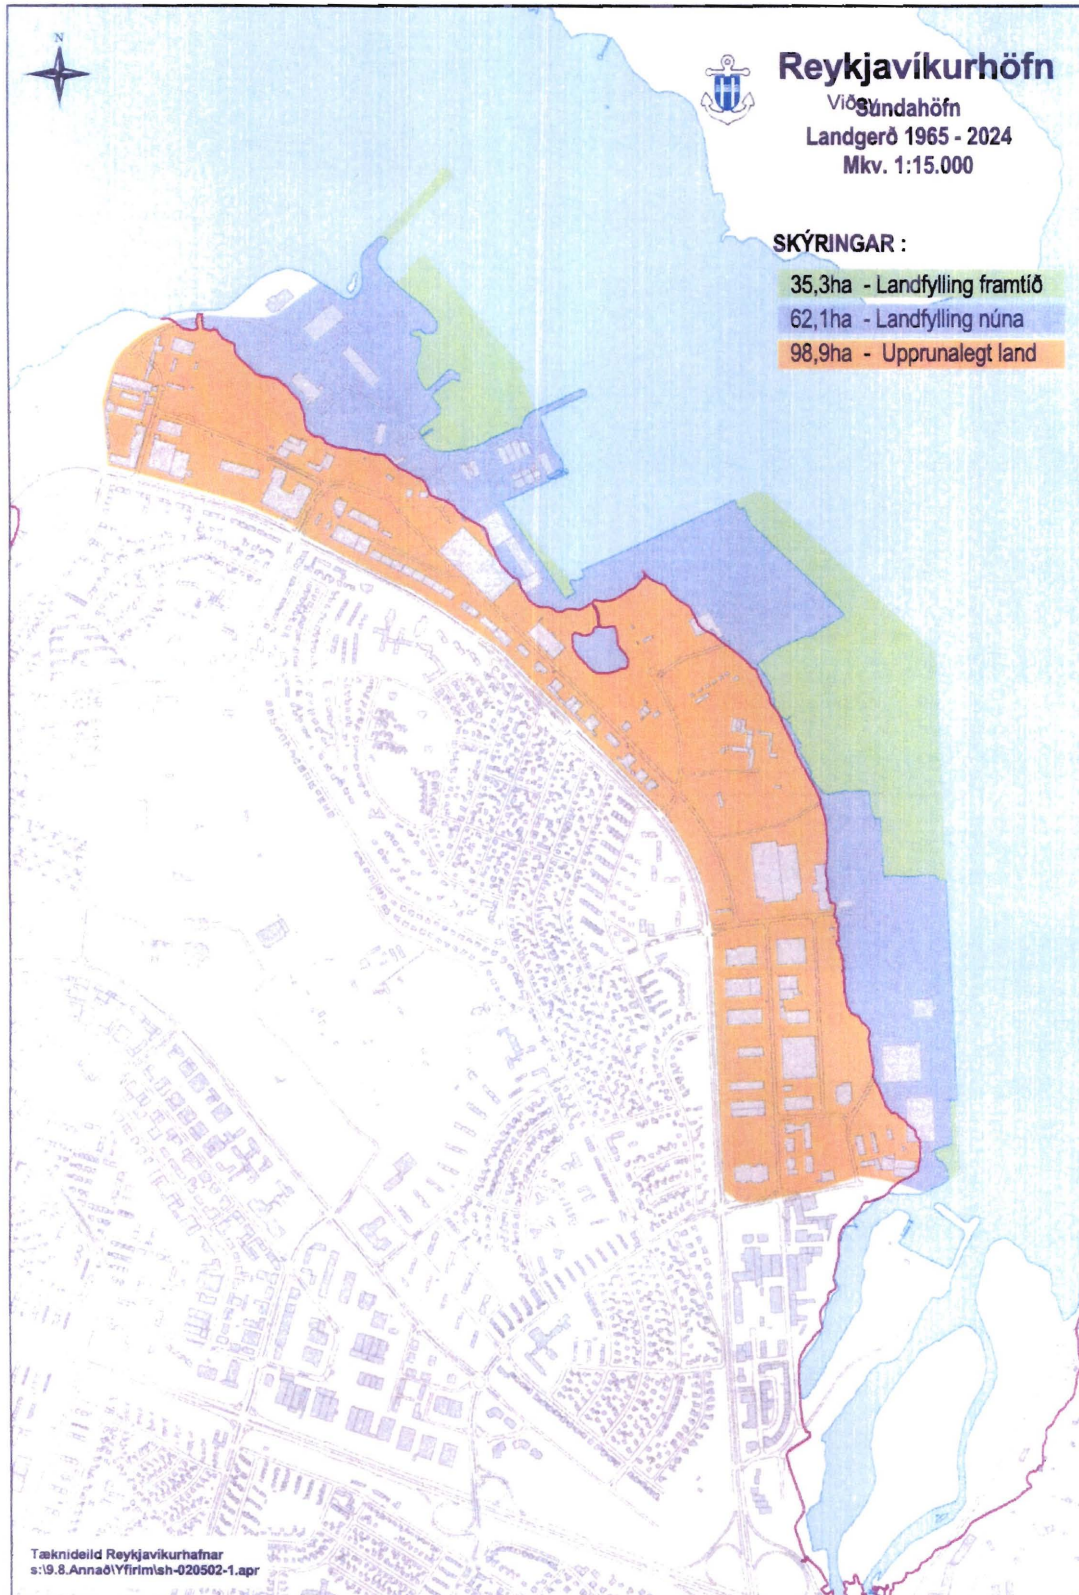 N
Reykjavíkurhöfn
Viðey
Sundahöfn
Landgerð 1965 - 2024
Mkv. 1:15.000
SKÝRINGAR :
35,3ha - Landfylling framtíð
62,1ha - Landfylling núna
98,9ha - Upprunalegt land
Tæknideild Reykjavíkurhafnar
s:\9.8.Annað\Yfirlm\sh-020502-1.apr